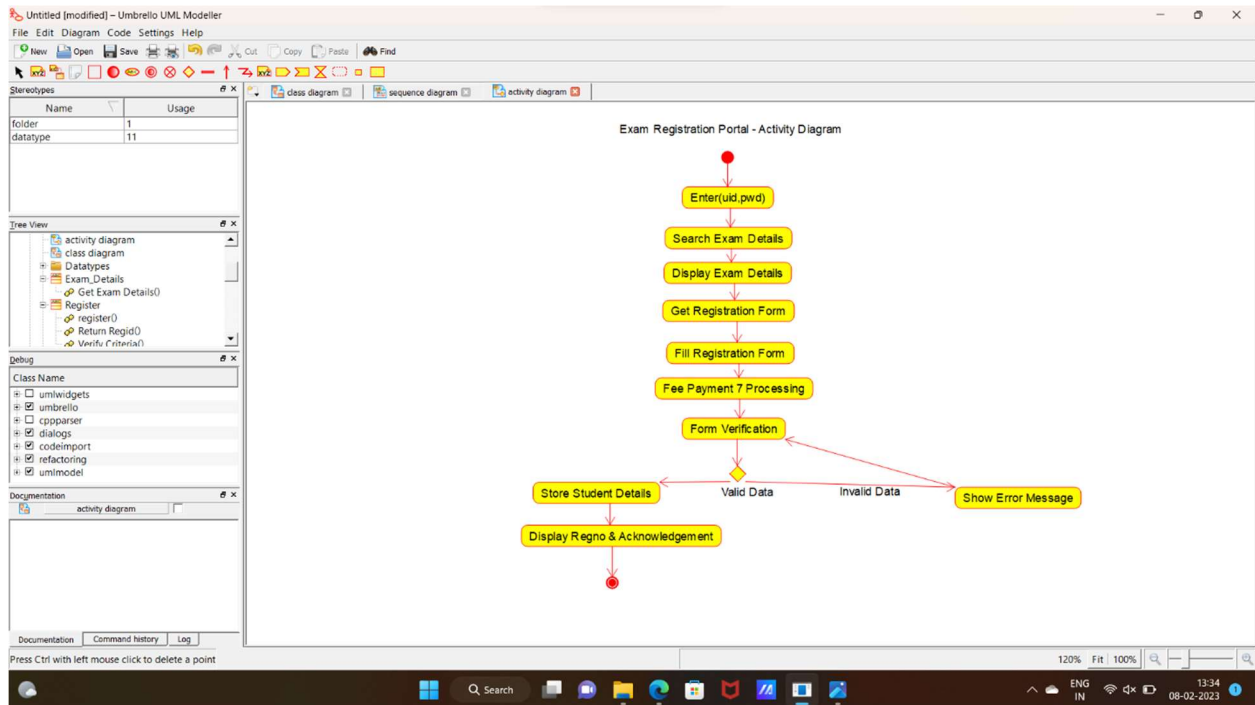 Untitled [modified] – Umbrello UML Modeller
File Edit Diagram Code Settings Help
New Open Save Cut Copy Paste Find
Stereotypes
Name Usage
folder 1
datatype 11
Tree View
activity diagram
class diagram
Datatypes
Exam_Details
Get Exam Details()
Register
register()
Return Regid()
Verify Criteria()
Debug
Class Name
umlwidgets
umbrello
cppparser
dialogs
codeimport
refactoring
umlmodel
Documentation
activity diagram
Documentation Command history Log
Press Ctrl with left mouse click to delete a point
class diagram sequence diagram activity diagram
Exam Registration Portal - Activity Diagram
Enter(uid,pwd)
Search Exam Details
Display Exam Details
Get Registration Form
Fill Registration Form
Fee Payment 7 Processing
Form Verification
Store Student Details Valid Data Invalid Data Show Error Message
Display Regno & Acknowledgement
120% Fit 100%
Search
ENG
IN
13:34
08-02-2023
1